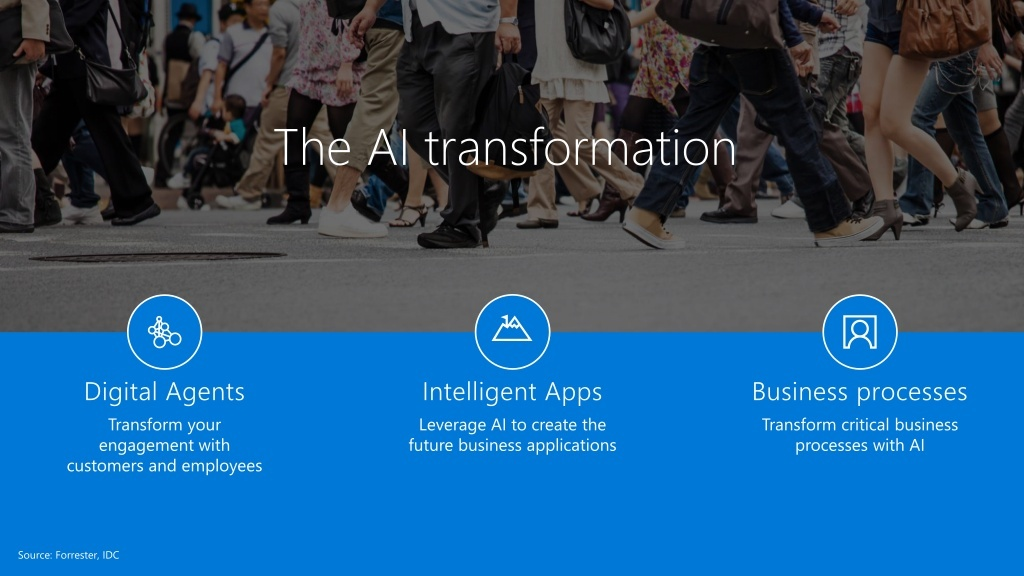 The AI transformation
Digital Agents
Transform your
engagement with
customers and employees
Intelligent Apps
Leverage AI to create the
future business applications
Business processes
Transform critical business
processes with AI
Source: Forrester, IDC